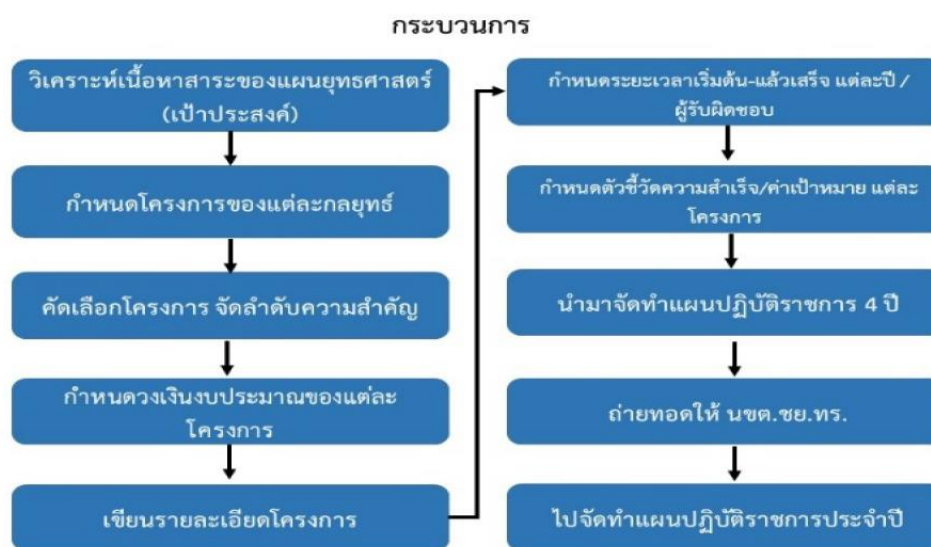 กระบวนการ
วิเคราะห์เนื้อหาสาระของแผนยุทธศาสตร์
(เป้าประสงค์)
กำหนดโครงการของแต่ละกลยุทธ์
คัดเลือกโครงการ จัดลำดับความสำคัญ
กำหนดวงเงินงบประมาณของแต่ละ
โครงการ
เขียนรายละเอียดโครงการ
กำหนดระยะเวลาเริ่มต้น-แล้วเสร็จ แต่ละปี /
ผู้รับผิดชอบ
กำหนดตัวชี้วัดความสำเร็จ/ค่าเป้าหมาย แต่ละ
โครงการ
นำมาจัดทำแผนปฏิบัติราชการ 4 ปี
ถ่ายทอดให้ นขต.ชย.ทร.
ไปจัดทำแผนปฏิบัติราชการประจำปี